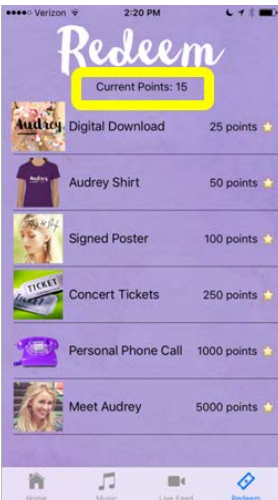 Verizon 2:20 PM
Redeem
Current Points: 15
Audrey Digital Download 25 points
Audrey Shirt 50 points
Signed Poster 100 points
TICKET Concert Tickets 250 points
Personal Phone Call 1000 points
Meet Audrey 5000 points
Home Music Live Feed Redeem